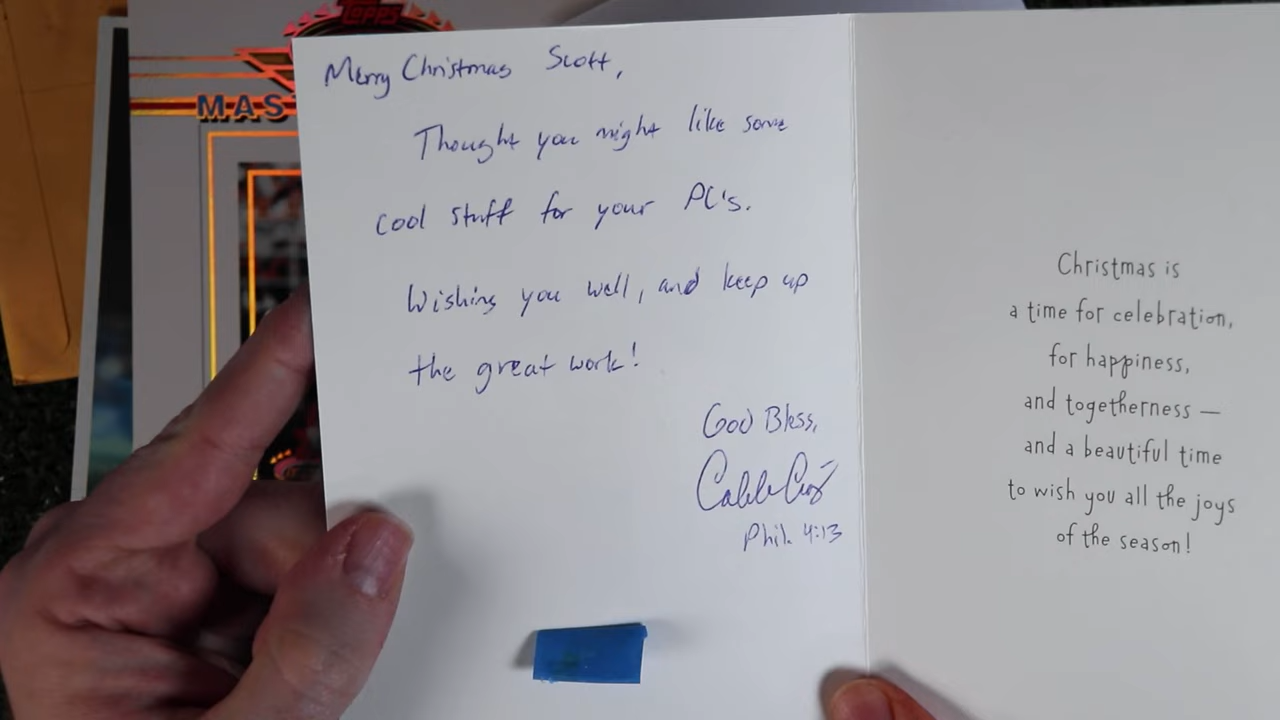 TOPPS
MAS
Merry Christmas Scott,
Thought you might like some
cool stuff for your PC's.
Wishing you well, and keep up
the great work!
God Bless,
Phil. 4:13
Christmas is
a time for celebration,
for happiness,
and togetherness —
and a beautiful time
to wish you all the joys
of the season!